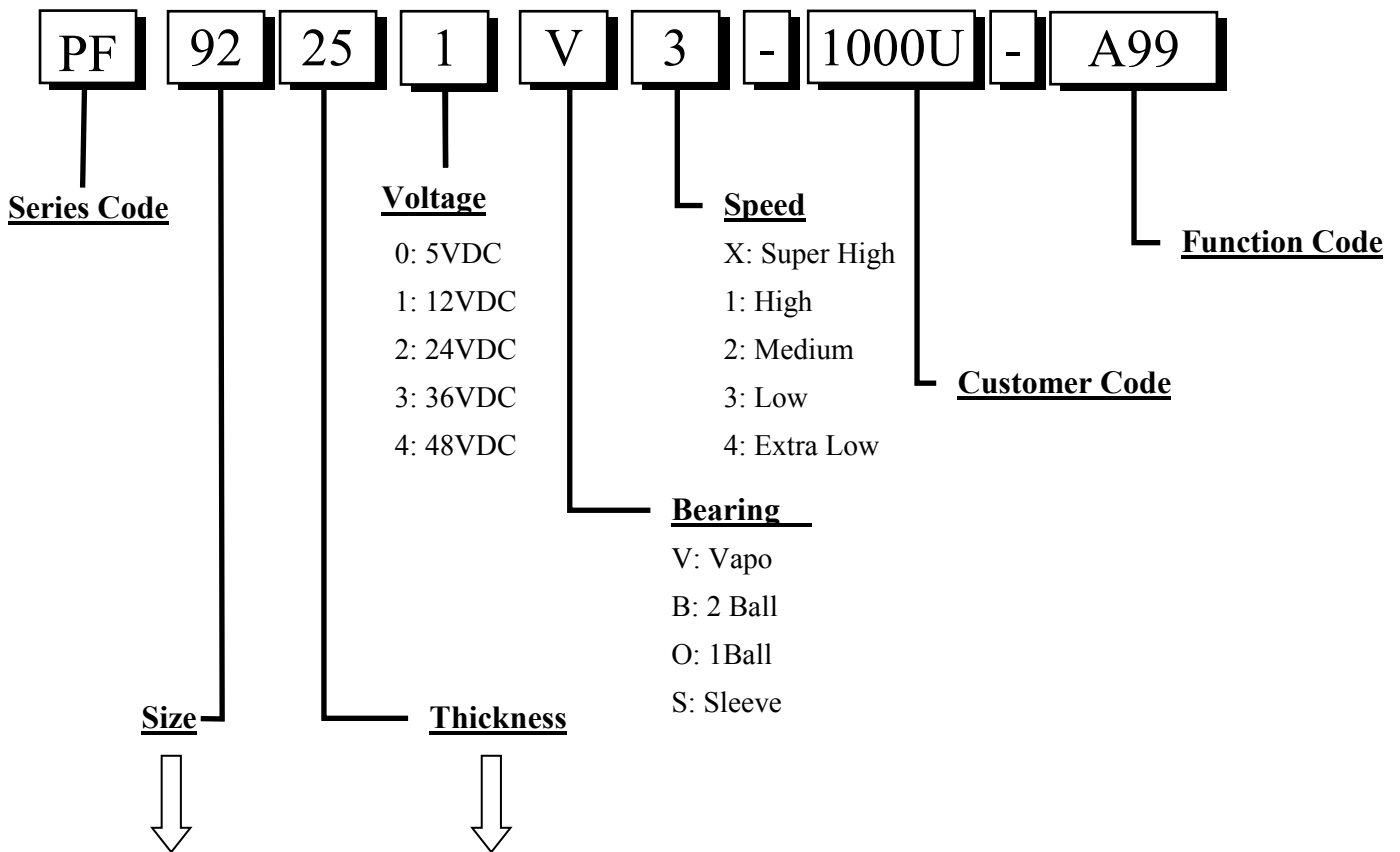 PF 92 25 1 V 3 - 1000U - A99
Series Code
Voltage
0: 5VDC
1: 12VDC
2: 24VDC
3: 36VDC
4: 48VDC
Speed
X: Super High
1: High
2: Medium
3: Low
4: Extra Low
Function Code
Customer Code
Bearing
V: Vapo
B: 2 Ball
O: 1Ball
S: Sleeve
Size
Thickness